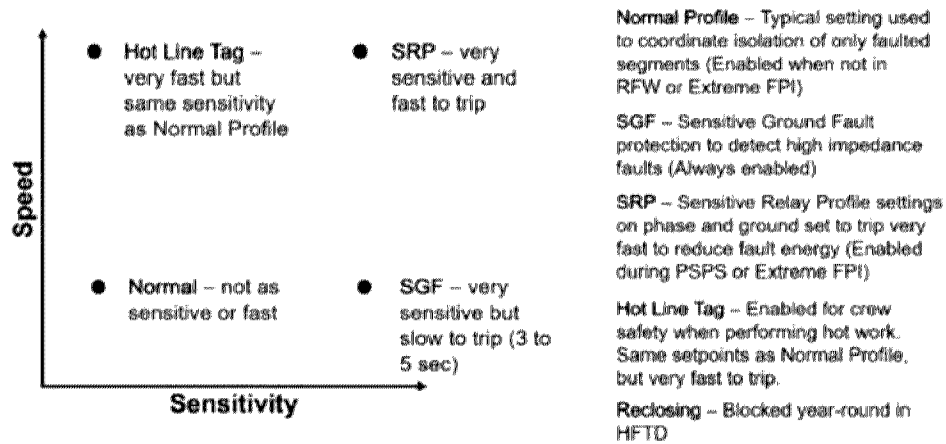 Hot Line Tag –
very fast but
same sensitivity
as Normal Profile
SRP – very
sensitive and
fast to trip
Speed
Normal – not as
sensitive or fast
SGF – very
sensitive but
slow to trip (3 to
5 sec)
Sensitivity
Normal Profile – Typical setting used
to coordinate isolation of only faulted
segments (Enabled when not in
RFW or Extreme FPI)
SGF – Sensitive Ground Fault
protection to detect high impedance
faults (Always enabled)
SRP – Sensitive Relay Profile settings
on phase and ground set to trip very
fast to reduce fault energy (Enabled
during PSPS or Extreme FPI)
Hot Line Tag – Enabled for crew
safety when performing hot work.
Same setpoints as Normal Profile,
but very fast to trip.
Reclosing – Blocked year-round in
HFTD